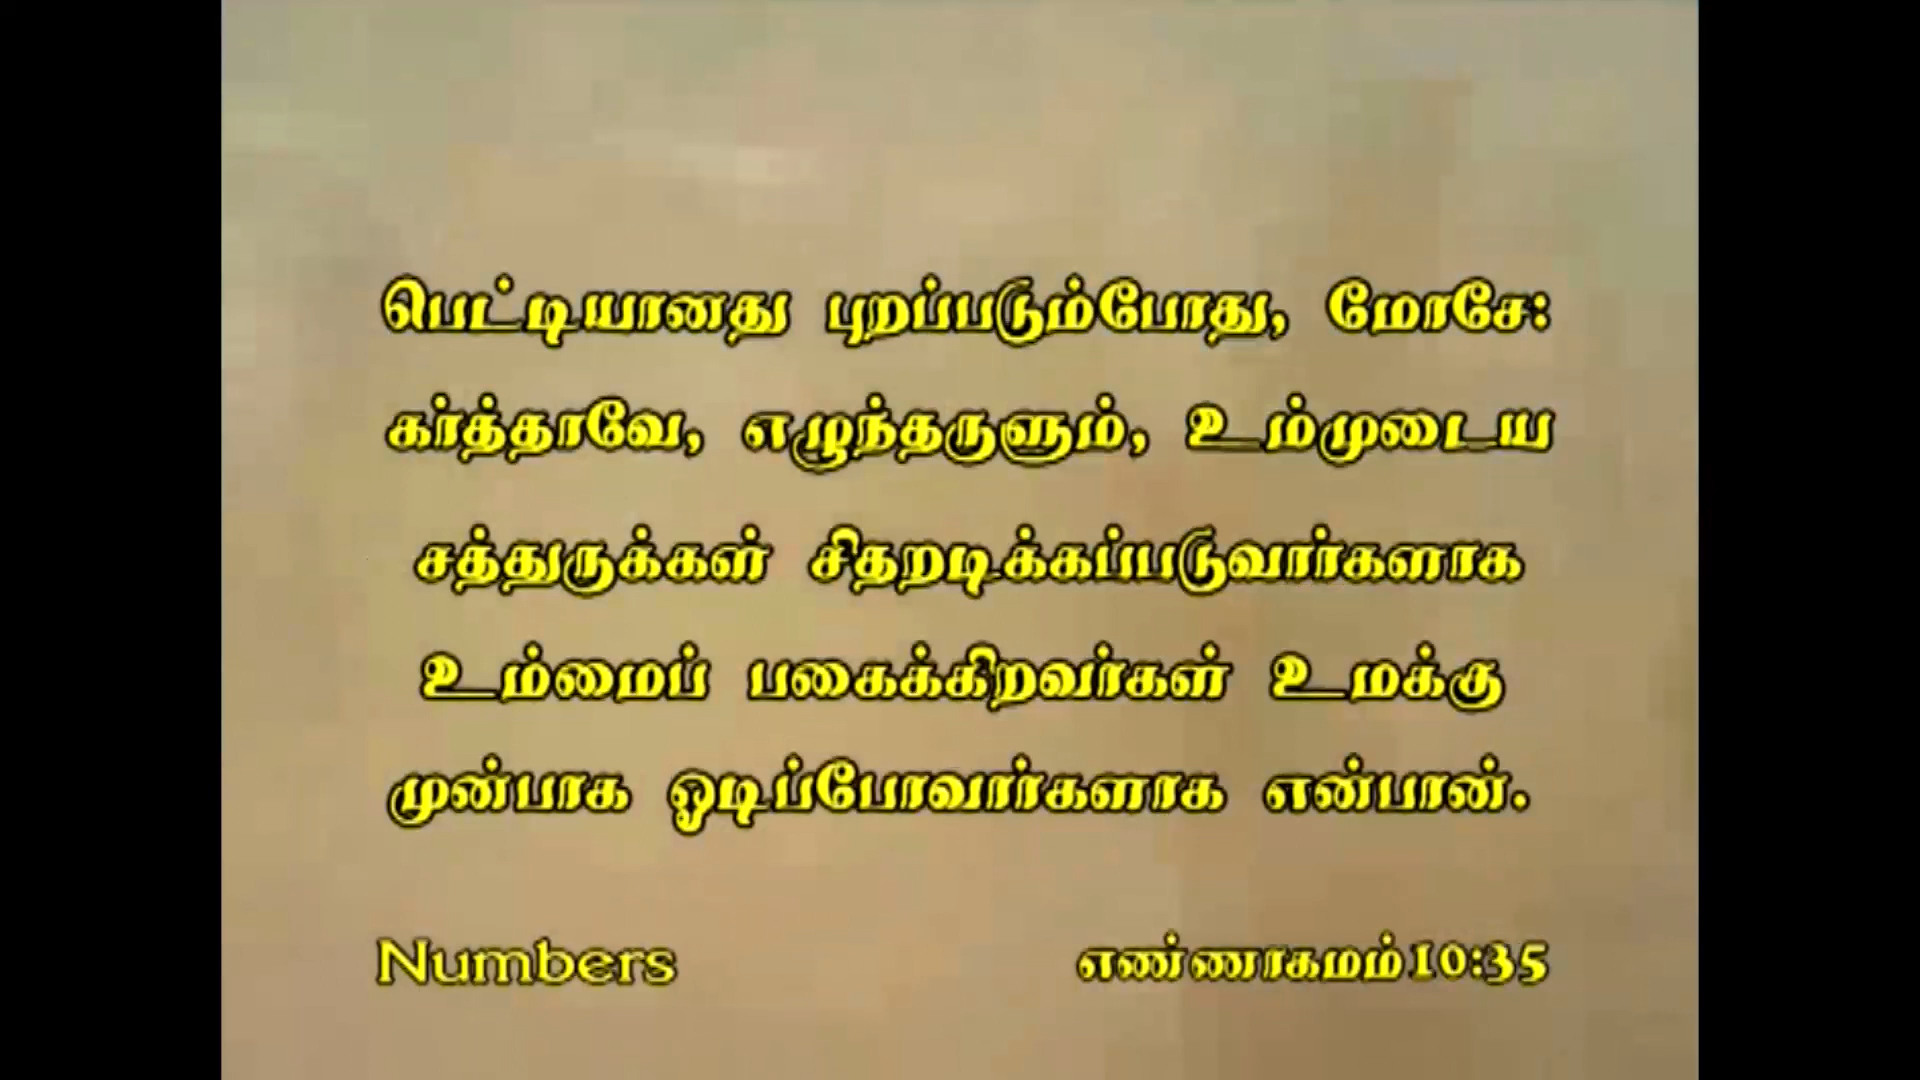 பெட்டியானது புறப்படும்போது, மோசே:
கர்த்தாவே, எழுந்தருளும், உம்முடைய
சத்துருக்கள் சிதறடிக்கப்படுவார்களாக
உம்மைப் பகைக்கிறவர்கள் உமக்கு
முன்பாக ஓடிப்போவார்களாக என்பான்.
Numbers எண்ணாகமம் 10:35